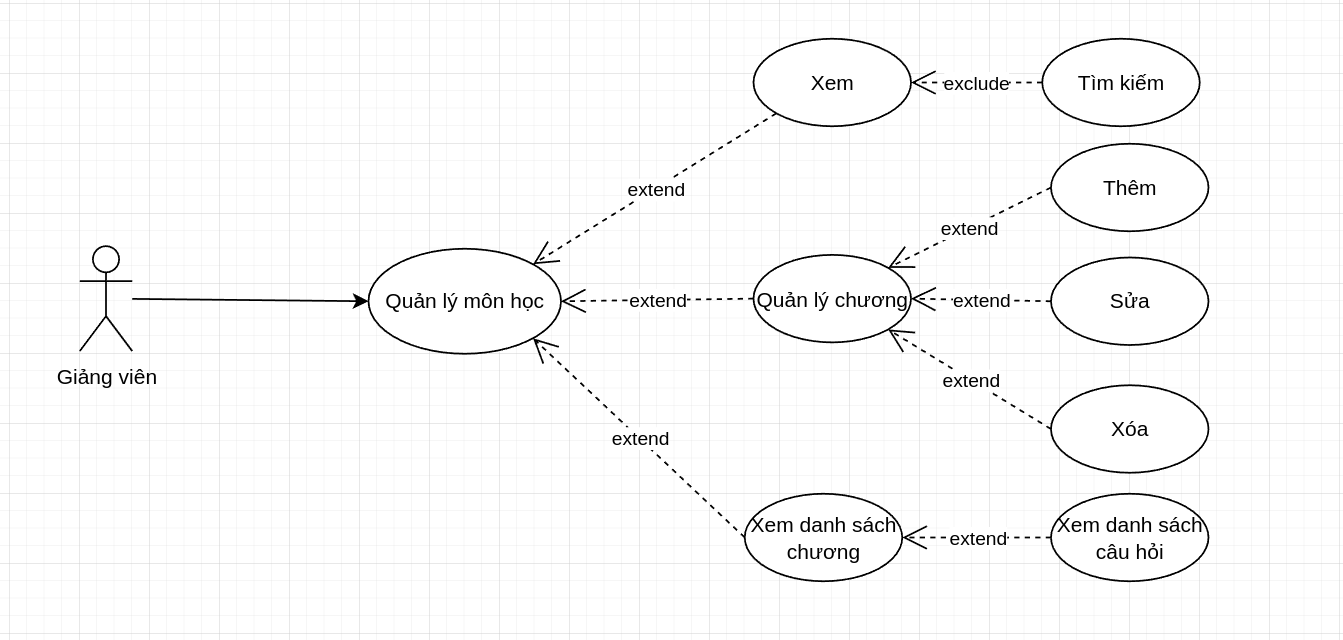 Xem
exclude
Tìm kiếm
extend
Thêm
extend
Quản lý môn học
extend
Quản lý chương
extend
Sửa
Giảng viên
extend
Xóa
extend
Xem danh sách
chương
extend
Xem danh sách
câu hỏi